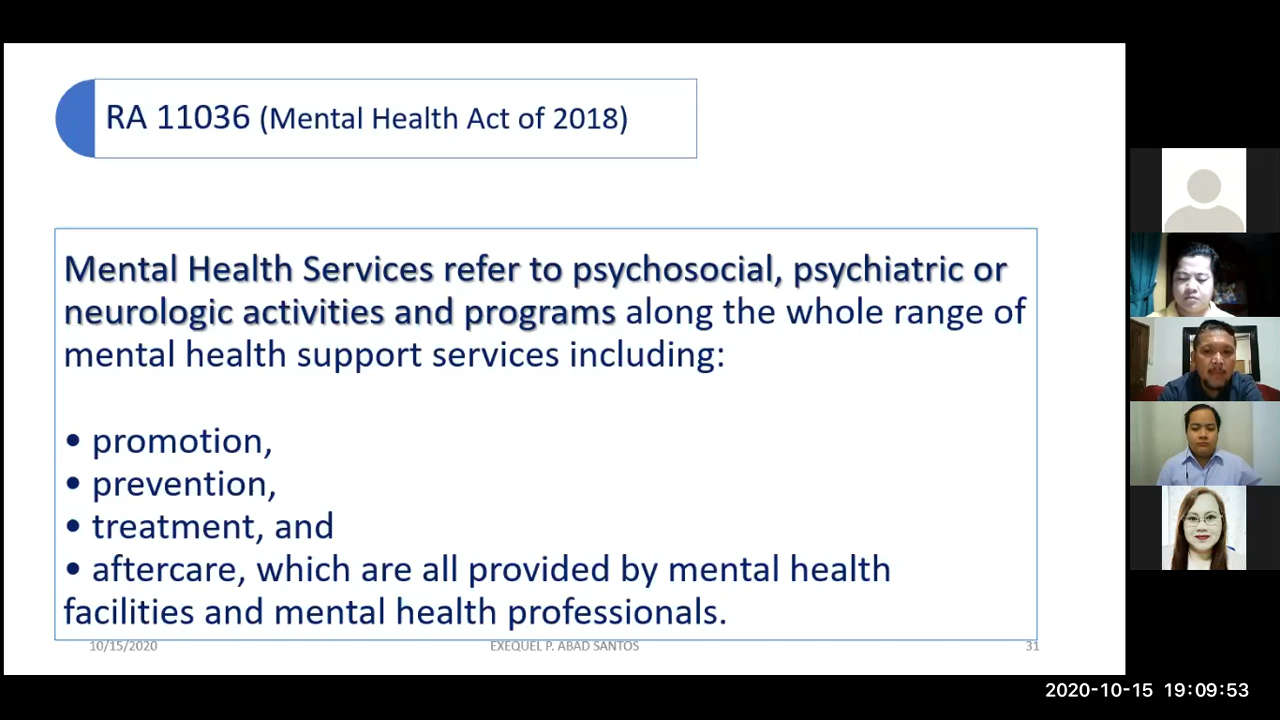 RA 11036 (Mental Health Act of 2018)
Mental Health Services refer to psychosocial, psychiatric or
neurologic activities and programs along the whole range of
mental health support services including:
• promotion,
• prevention,
• treatment, and
• aftercare, which are all provided by mental health
facilities and mental health professionals.
10/15/2020
EXEQUEL P. ABAD SANTOS
31
2020-10-15 19:09:53